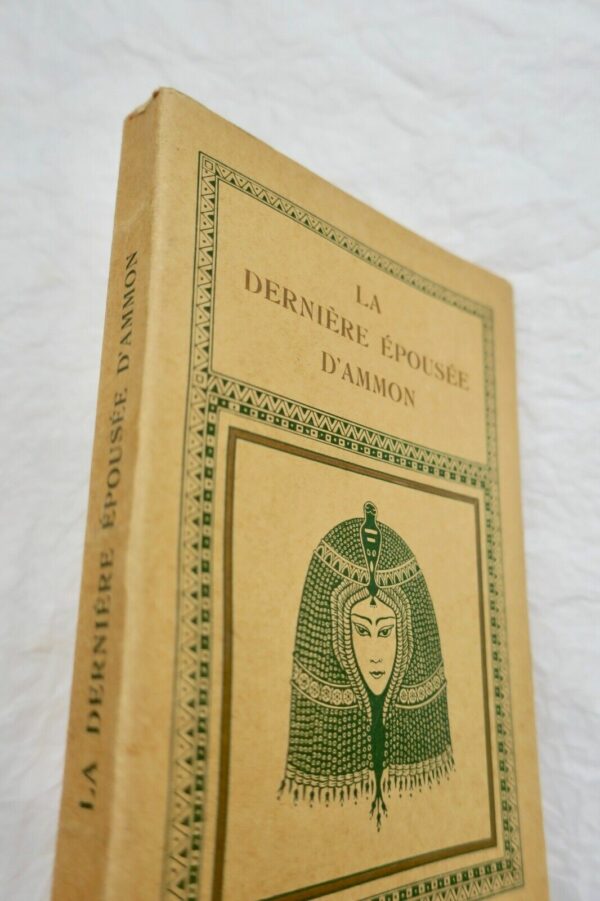 LA
DERNIÈRE ÉPOUSÉE
D'AMMON
LA DERNIÈRE ÉPOUSÉE D'AMMON